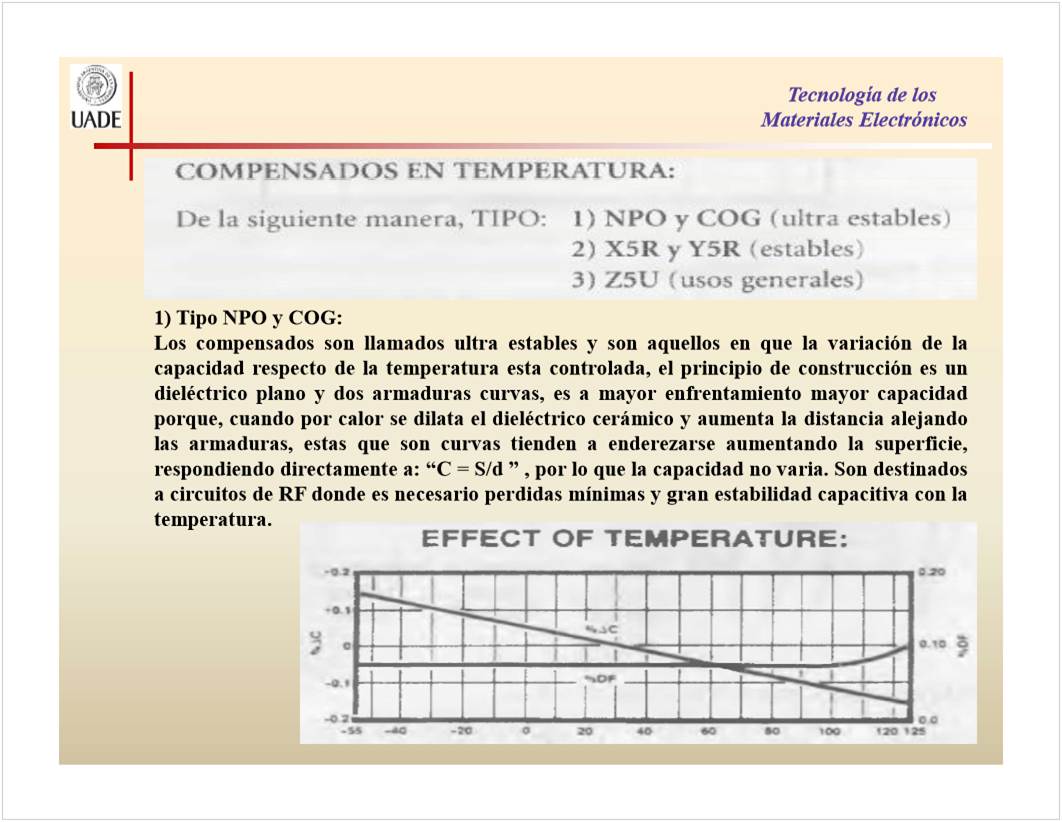 UADE
Tecnología de los
Materiales Electrónicos
COMPENSADOS EN TEMPERATURA:
De la siguiente manera, TIPO: 1) NPO y COG (ultra estables)
2) X5R y Y5R (estables)
3) Z5U (usos generales)
1) Tipo NPO y COG:
Los compensados son llamados ultra estables y son aquellos en que la variación de la
capacidad respecto de la temperatura esta controlada, el principio de construcción es un
dieléctrico plano y dos armaduras curvas, es a mayor enfrentamiento mayor capacidad
porque, cuando por calor se dilata el dieléctrico cerámico y aumenta la distancia alejando
las armaduras, estas que son curvas tienden a enderezarse aumentando la superficie,
respondiendo directamente a: “C = S/d ” , por lo que la capacidad no varia. Son destinados
a circuitos de RF donde es necesario perdidas mínimas y gran estabilidad capacitiva con la
temperatura.
EFFECT OF TEMPERATURE:
0.20
+0.1
0
-0.1
-0.2
0.10
0.0
%DF
%DF
-55 -40 -20 0 20 40 60 80 100 120 125